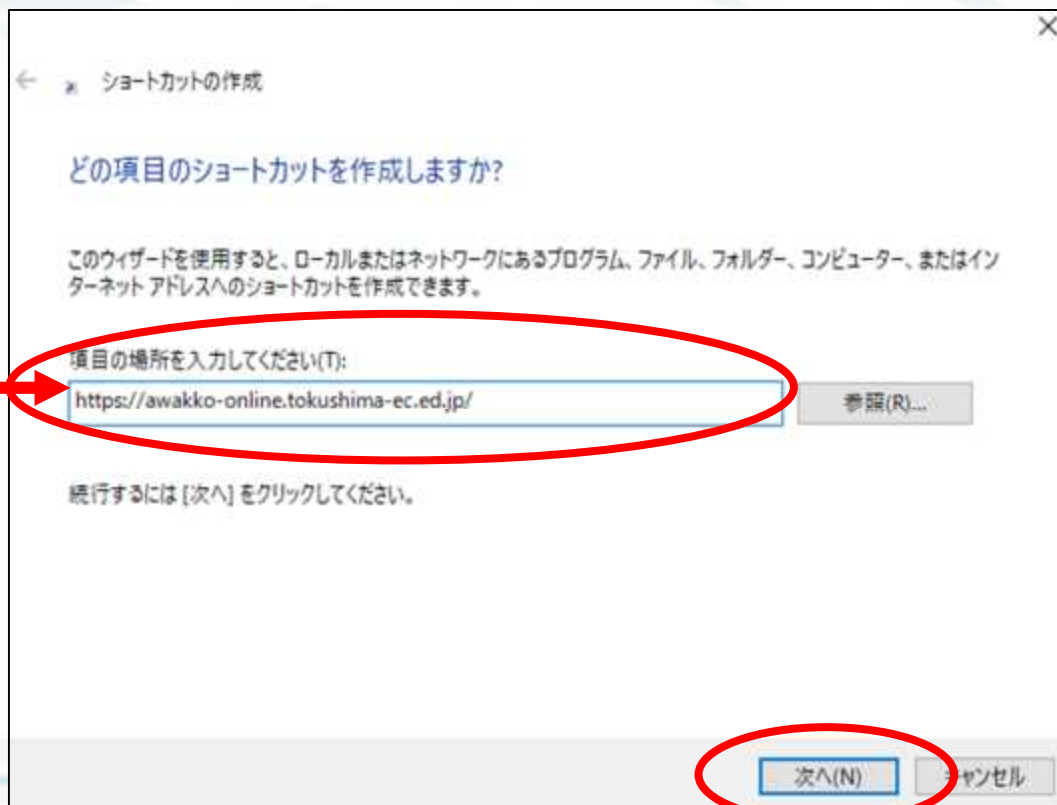 ショートカットの作成
どの項目のショートカットを作成しますか?
このウィザードを使用すると、ローカルまたはネットワークにあるプログラム、ファイル、フォルダー、コンピューター、またはイン
ターネット アドレスへのショートカットを作成できます。
項目の場所を入力してください(T):
https://awakko-online.tokushima-ec.ed.jp/
参照(R)...
続行するには [次へ] をクリックしてください。
次へ(N)
キャンセル